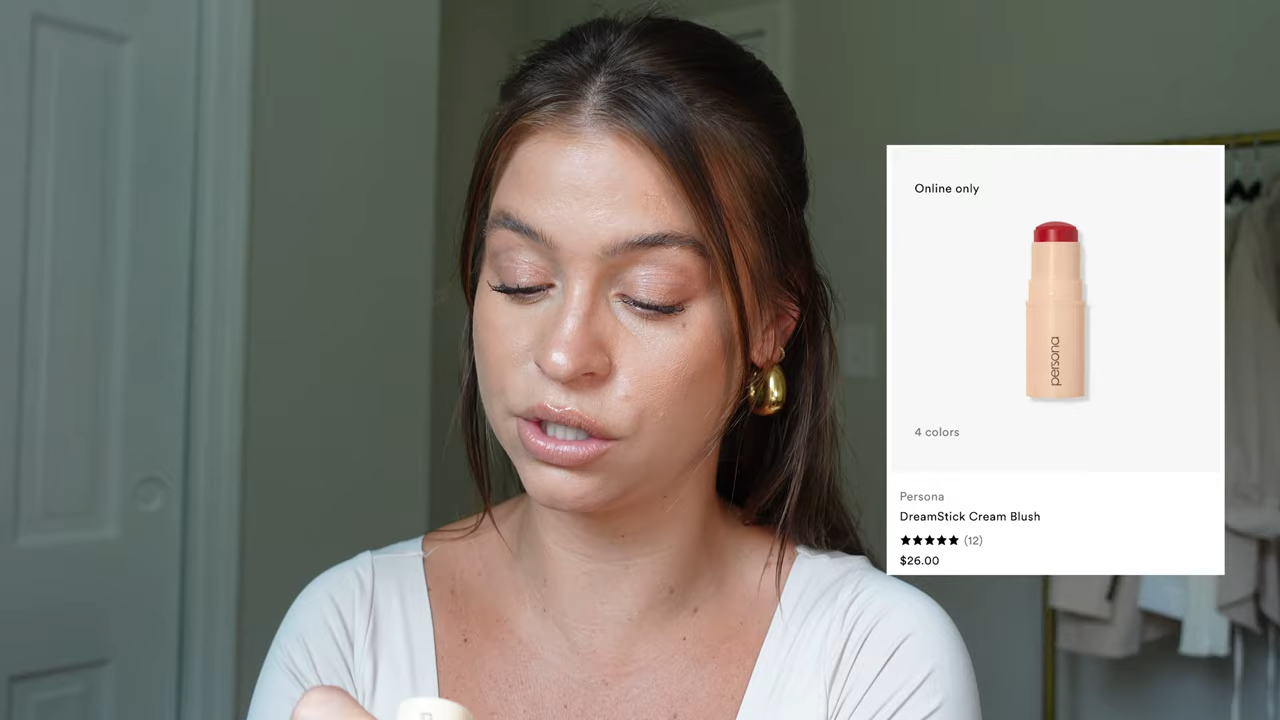 Online only
persona
4 colors
Persona
DreamStick Cream Blush
(12)
$26.00